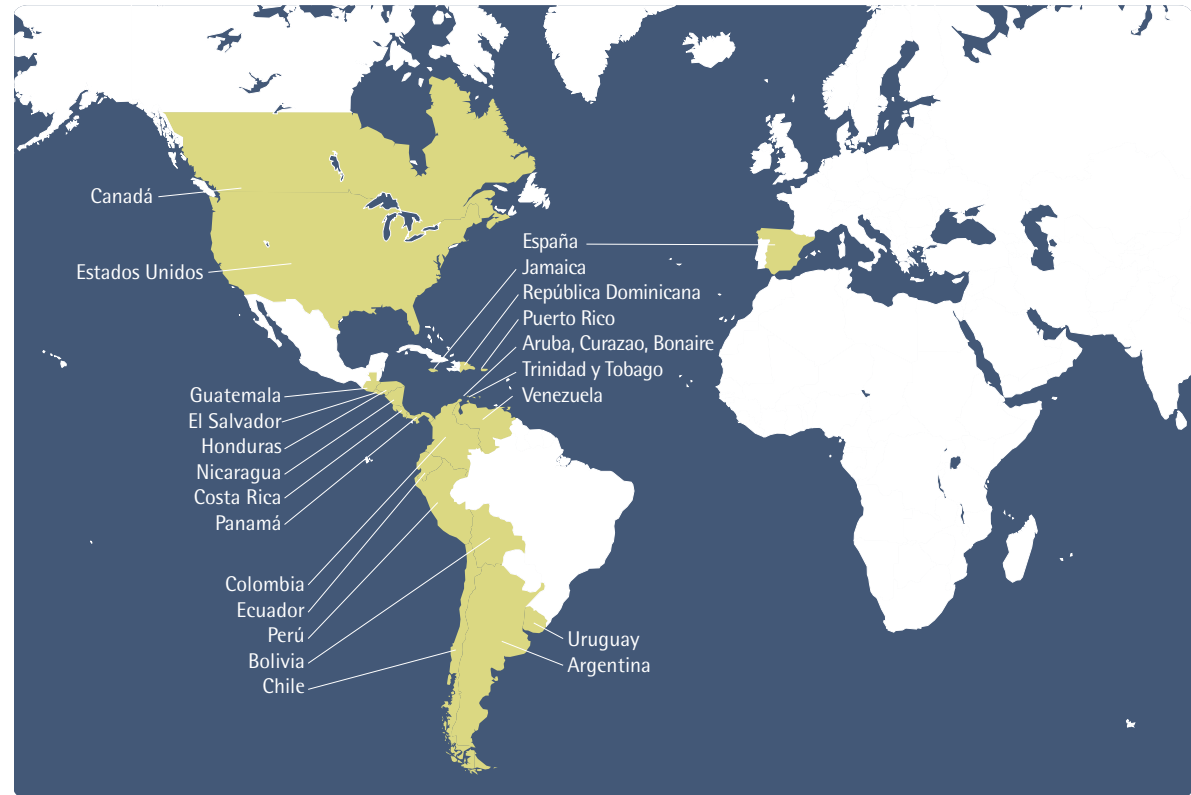 Canadá
Estados Unidos
España
Jamaica
República Dominicana
Puerto Rico
Aruba, Curazao, Bonaire
Trinidad y Tobago
Venezuela
Guatemala
El Salvador
Honduras
Nicaragua
Costa Rica
Panamá
Colombia
Ecuador
Perú
Bolivia
Chile
Uruguay
Argentina